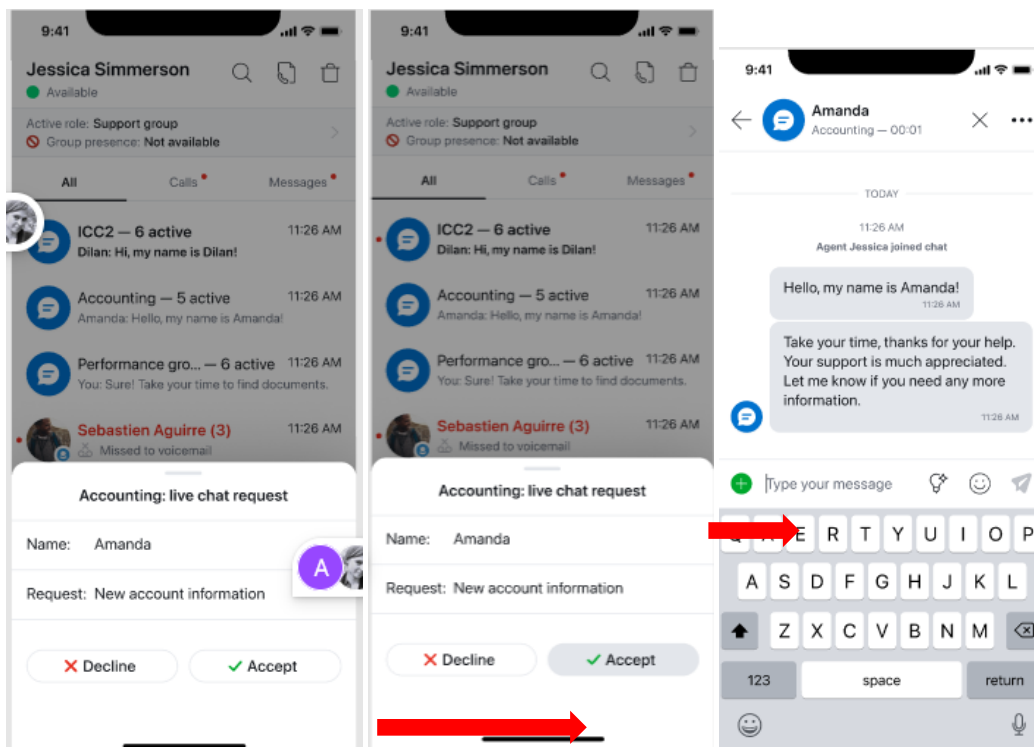 9:41
Jessica Simmerson
Available
Active role: Support group
Group presence: Not available
All Calls Messages
ICC2 — 6 active 11:26 AM
Dilan: Hi, my name is Dilan!
Accounting — 5 active 11:26 AM
Amanda: Hello, my name is Amanda!
Performance gro... — 6 active 11:26 AM
You: Sure! Take your time to find documents.
Sebastien Aguirre (3) 11:26 AM
Missed to voicemail
Accounting: live chat request
Name: Amanda
A
Request: New account information
Decline Accept
9:41
Jessica Simmerson
Available
Active role: Support group
Group presence: Not available
All Calls Messages
ICC2 — 6 active 11:26 AM
Dilan: Hi, my name is Dilan!
Accounting — 5 active 11:26 AM
Amanda: Hello, my name is Amanda!
Performance gro... — 6 active 11:26 AM
You: Sure! Take your time to find documents.
Sebastien Aguirre (3) 11:26 AM
Missed to voicemail
Accounting: live chat request
Name: Amanda
Request: New account information
Decline Accept
9:41
Amanda
Accounting — 00:01
TODAY
11:26 AM
Agent Jessica joined chat
Hello, my name is Amanda!
11:26 AM
Take your time, thanks for your help.
Your support is much appreciated.
Let me know if you need any more
information.
11:26 AM
Type your message
E R T Y U I O P
A S D F G H J K L
Z X C V B N M
123 space return